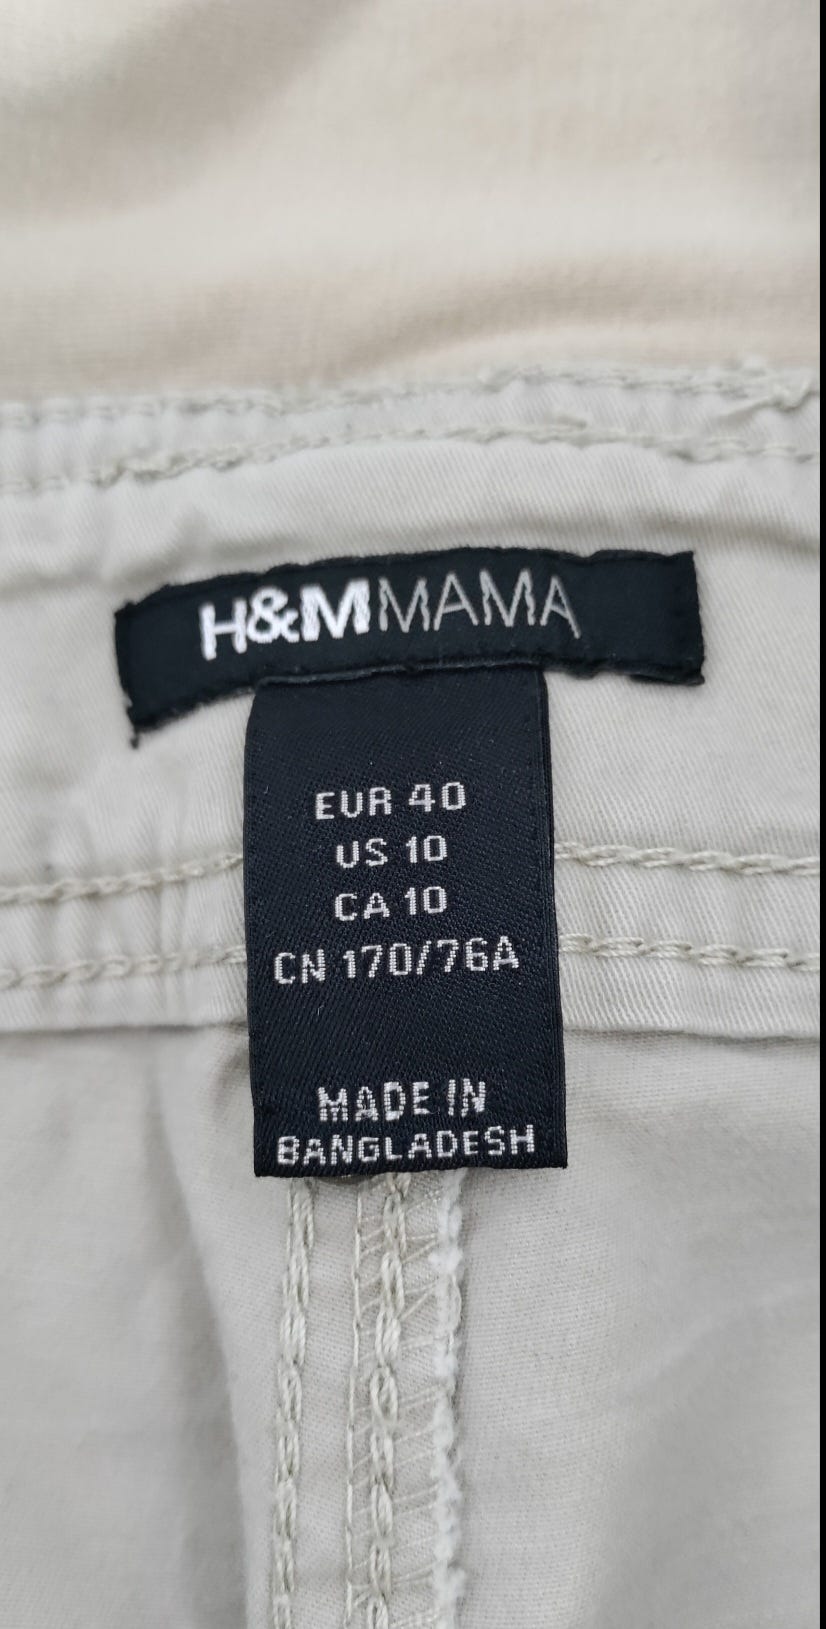 H&MMAMA
EUR 40
US 10
CA 10
CN 170/76A
MADE IN
BANGLADESH